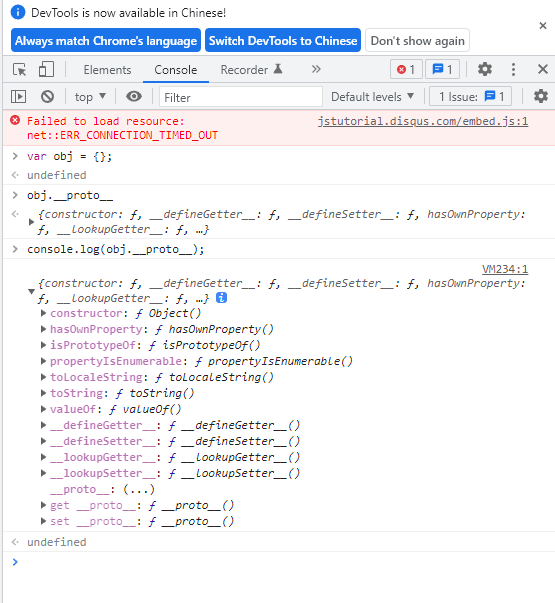 DevTools is now available in Chinese!
Always match Chrome's language Switch DevTools to Chinese Don't show again
Elements Console Recorder » 1 1
top Filter Default levels 1 Issue: 1
Failed to load resource: jstutorial.disqus.com/embed.js:1
net::ERR_CONNECTION_TIMED_OUT
> var obj = {};
undefined
> obj.__proto__
{constructor: ƒ, __defineGetter__: ƒ, __defineSetter__: ƒ, hasOwnProperty:
ƒ, __lookupGetter__: ƒ, …}
> console.log(obj.__proto__);
VM234:1
{constructor: ƒ, __defineGetter__: ƒ, __defineSetter__: ƒ, hasOwnProperty:
ƒ, __lookupGetter__: ƒ, …} i
constructor: ƒ Object()
hasOwnProperty: ƒ hasOwnProperty()
isPrototypeOf: ƒ isPrototypeOf()
propertyIsEnumerable: ƒ propertyIsEnumerable()
toLocaleString: ƒ toLocaleString()
toString: ƒ toString()
valueOf: ƒ valueOf()
__defineGetter__: ƒ __defineGetter__()
__defineSetter__: ƒ __defineSetter__()
__lookupGetter__: ƒ __lookupGetter__()
__lookupSetter__: ƒ __lookupSetter__()
__proto__: (...)
get __proto__: ƒ __proto__()
set __proto__: ƒ __proto__()
undefined
>